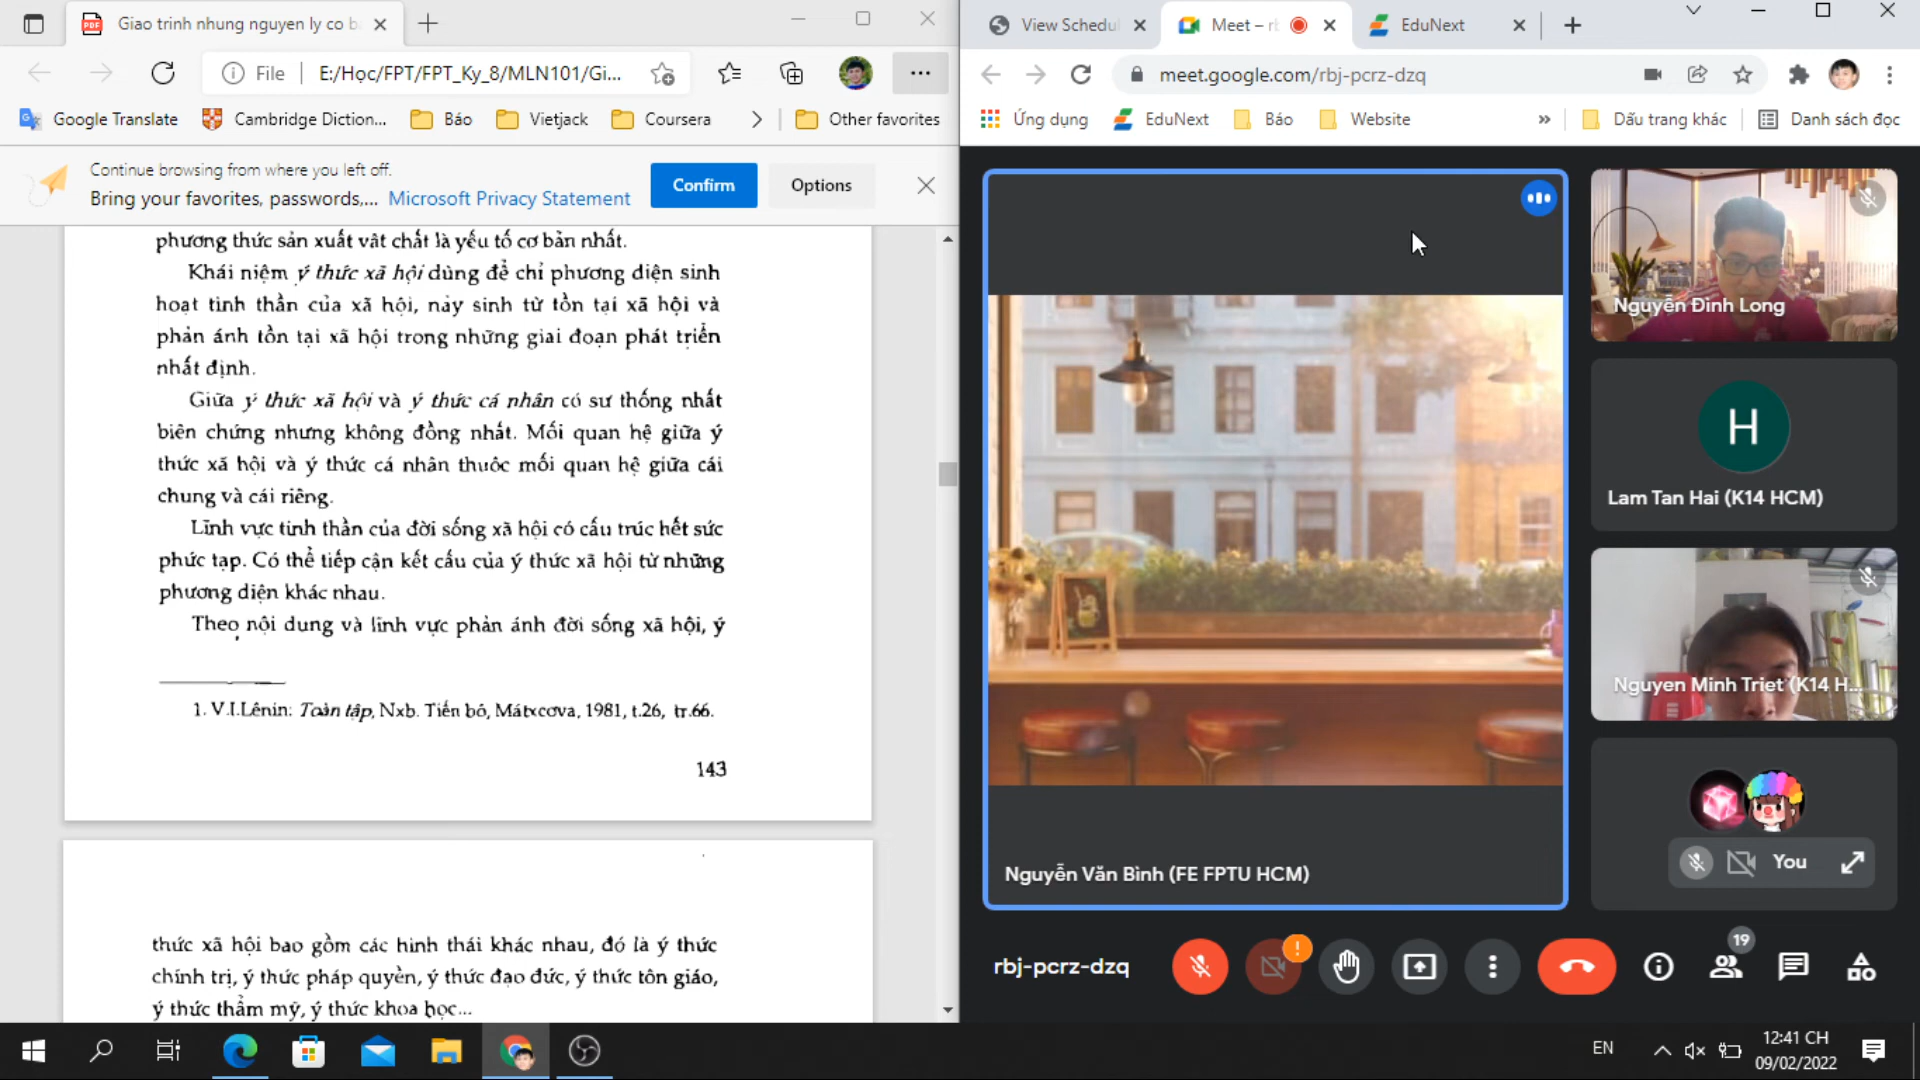 Giao trinh nhung nguyen ly co b
File
E:/Học/FPT/FPT_Ky_8/MLN101/Gi...
Google Translate
Cambridge Diction...
Báo
Vietjack
Coursera
Other favorites
Continue browsing from where you left off.
Bring your favorites, passwords,... Microsoft Privacy Statement
Confirm
Options
phương thức sản xuất vật chất là yếu tố cơ bản nhất.
Khái niệm ý thức xã hội dùng để chỉ phương diện sinh
hoạt tinh thần của xã hội, nảy sinh từ tồn tại xã hội và
phản ánh tồn tại xã hội trong những giai đoạn phát triển
nhất định.
Giữa ý thức xã hội và ý thức cá nhân có sự thống nhất
biện chứng nhưng không đồng nhất. Mối quan hệ giữa ý
thức xã hội và ý thức cá nhân thuộc mối quan hệ giữa cái
chung và cái riêng.
Lĩnh vực tinh thần của đời sống xã hội có cấu trúc hết sức
phức tạp. Có thể tiếp cận kết cấu của ý thức xã hội từ những
phương diện khác nhau.
Theo nội dung và lĩnh vực phản ánh đời sống xã hội, ý
1. V.I.Lênin: Toàn tập, Nxb. Tiến bộ, Mátxcơva, 1981, t.26, tr.66.
143
thức xã hội bao gồm các hình thái khác nhau, đó là ý thức
chính trị, ý thức pháp quyền, ý thức đạo đức, ý thức tôn giáo,
ý thức thẩm mỹ, ý thức khoa học...
View Schedul
Meet – rb
EduNext
meet.google.com/rbj-pcrz-dzq
Ứng dụng
EduNext
Báo
Website
Dấu trang khác
Danh sách đọc
Nguyễn Văn Bình (FE FPTU HCM)
Nguyễn Đình Long
H
Lam Tan Hai (K14 HCM)
Nguyen Minh Triet (K14 H...
You
rbj-pcrz-dzq
19
EN
12:41 CH
09/02/2022